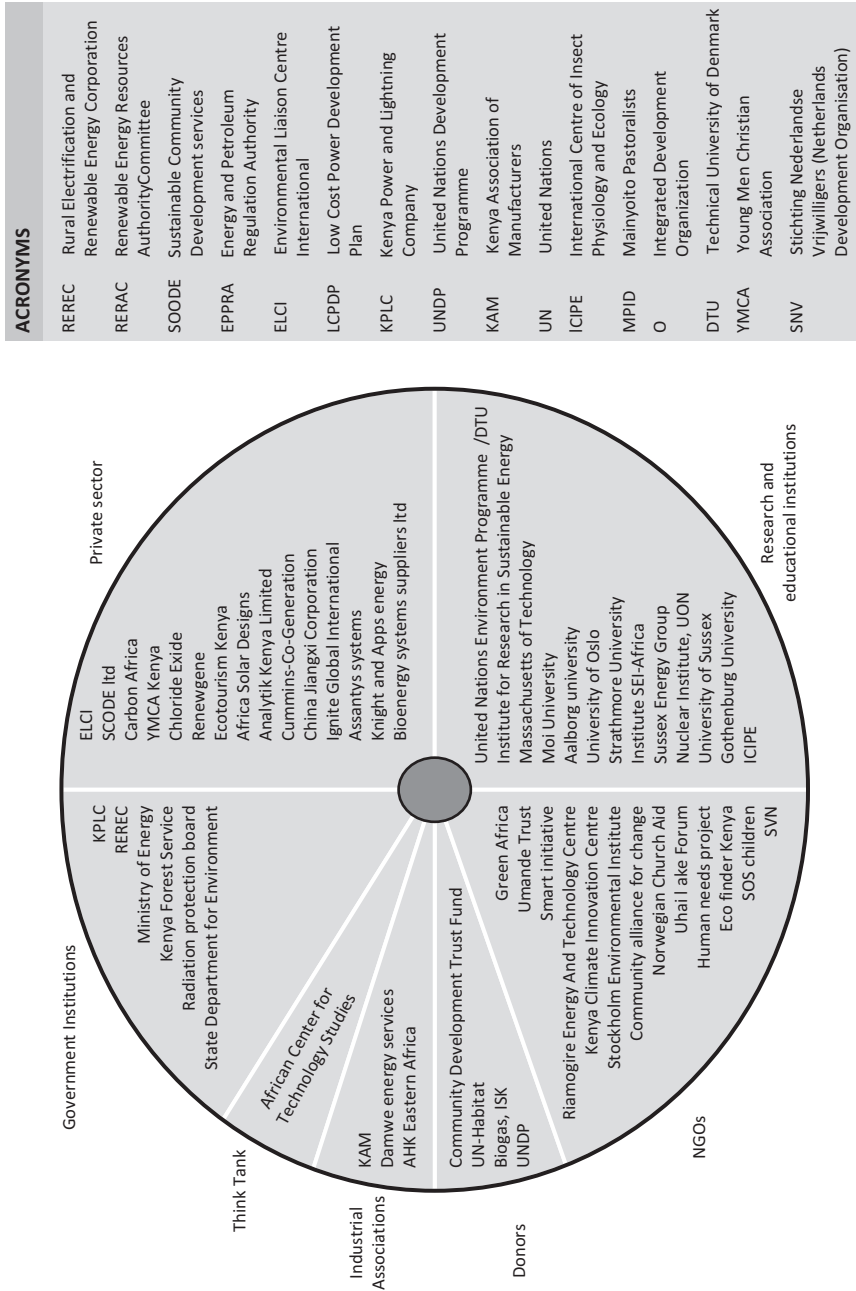 Government Institutions
KPLC
REREC
Ministry of Energy
Kenya Forest Service
Radiation protection board
State Department for Environment
Private sector
ELCI
SCODE ltd
Carbon Africa
YMCA Kenya
Chloride Exide
Renewgene
Ecotourism Kenya
Africa Solar Designs
Analytik Kenya Limited
Cummins-Co-Generation
China Jiangxi Corporation
Ignite Global International
Assantys systems
Knight and Apps energy
Bioenergy systems suppliers ltd
Think Tank
African Center for
Technology Studies
Industrial
Associations
KAM
Damwe energy services
AHK Eastern Africa
Donors
Community Development Trust Fund
UN-Habitat
Biogas, ISK
UNDP
NGOs
Green Africa
Umande Trust
Smart initiative
Riamogire Energy And Technology Centre
Kenya Climate Innovation Centre
Stockholm Environmental Institute
Community alliance for change
Norwegian Church Aid
Uhai Lake Forum
Human needs project
Eco finder Kenya
SOS children
SVN
United Nations Environment Programme /DTU
Institute for Research in Sustainable Energy
Massachusetts of Technology
Moi University
Aalborg university
University of Oslo
Strathmore University
Institute SEI-Africa
Sussex Energy Group
Nuclear Institute, UON
University of Sussex
Gothenburg University
ICIPE
Research and
educational institutions
ACRONYMS
REREC Rural Electrification and
Renewable Energy Corporation
RERAC Renewable Energy Resources
AuthorityCommittee
SOODE Sustainable Community
Development services
EPPRA Energy and Petroleum
Regulation Authority
ELCI Environmental Liaison Centre
International
LCPDP Low Cost Power Development
Plan
KPLC Kenya Power and Lightning
Company
UNDP United Nations Development
Programme
KAM Kenya Association of
Manufacturers
UN United Nations
ICIPE International Centre of Insect
Physiology and Ecology
MPID Mainyoito Pastoralists
O Integrated Development
Organization
DTU Technical University of Denmark
YMCA Young Men Christian
Association
SNV Stichting Nederlandse
Vrijwilligers (Netherlands
Development Organisation)